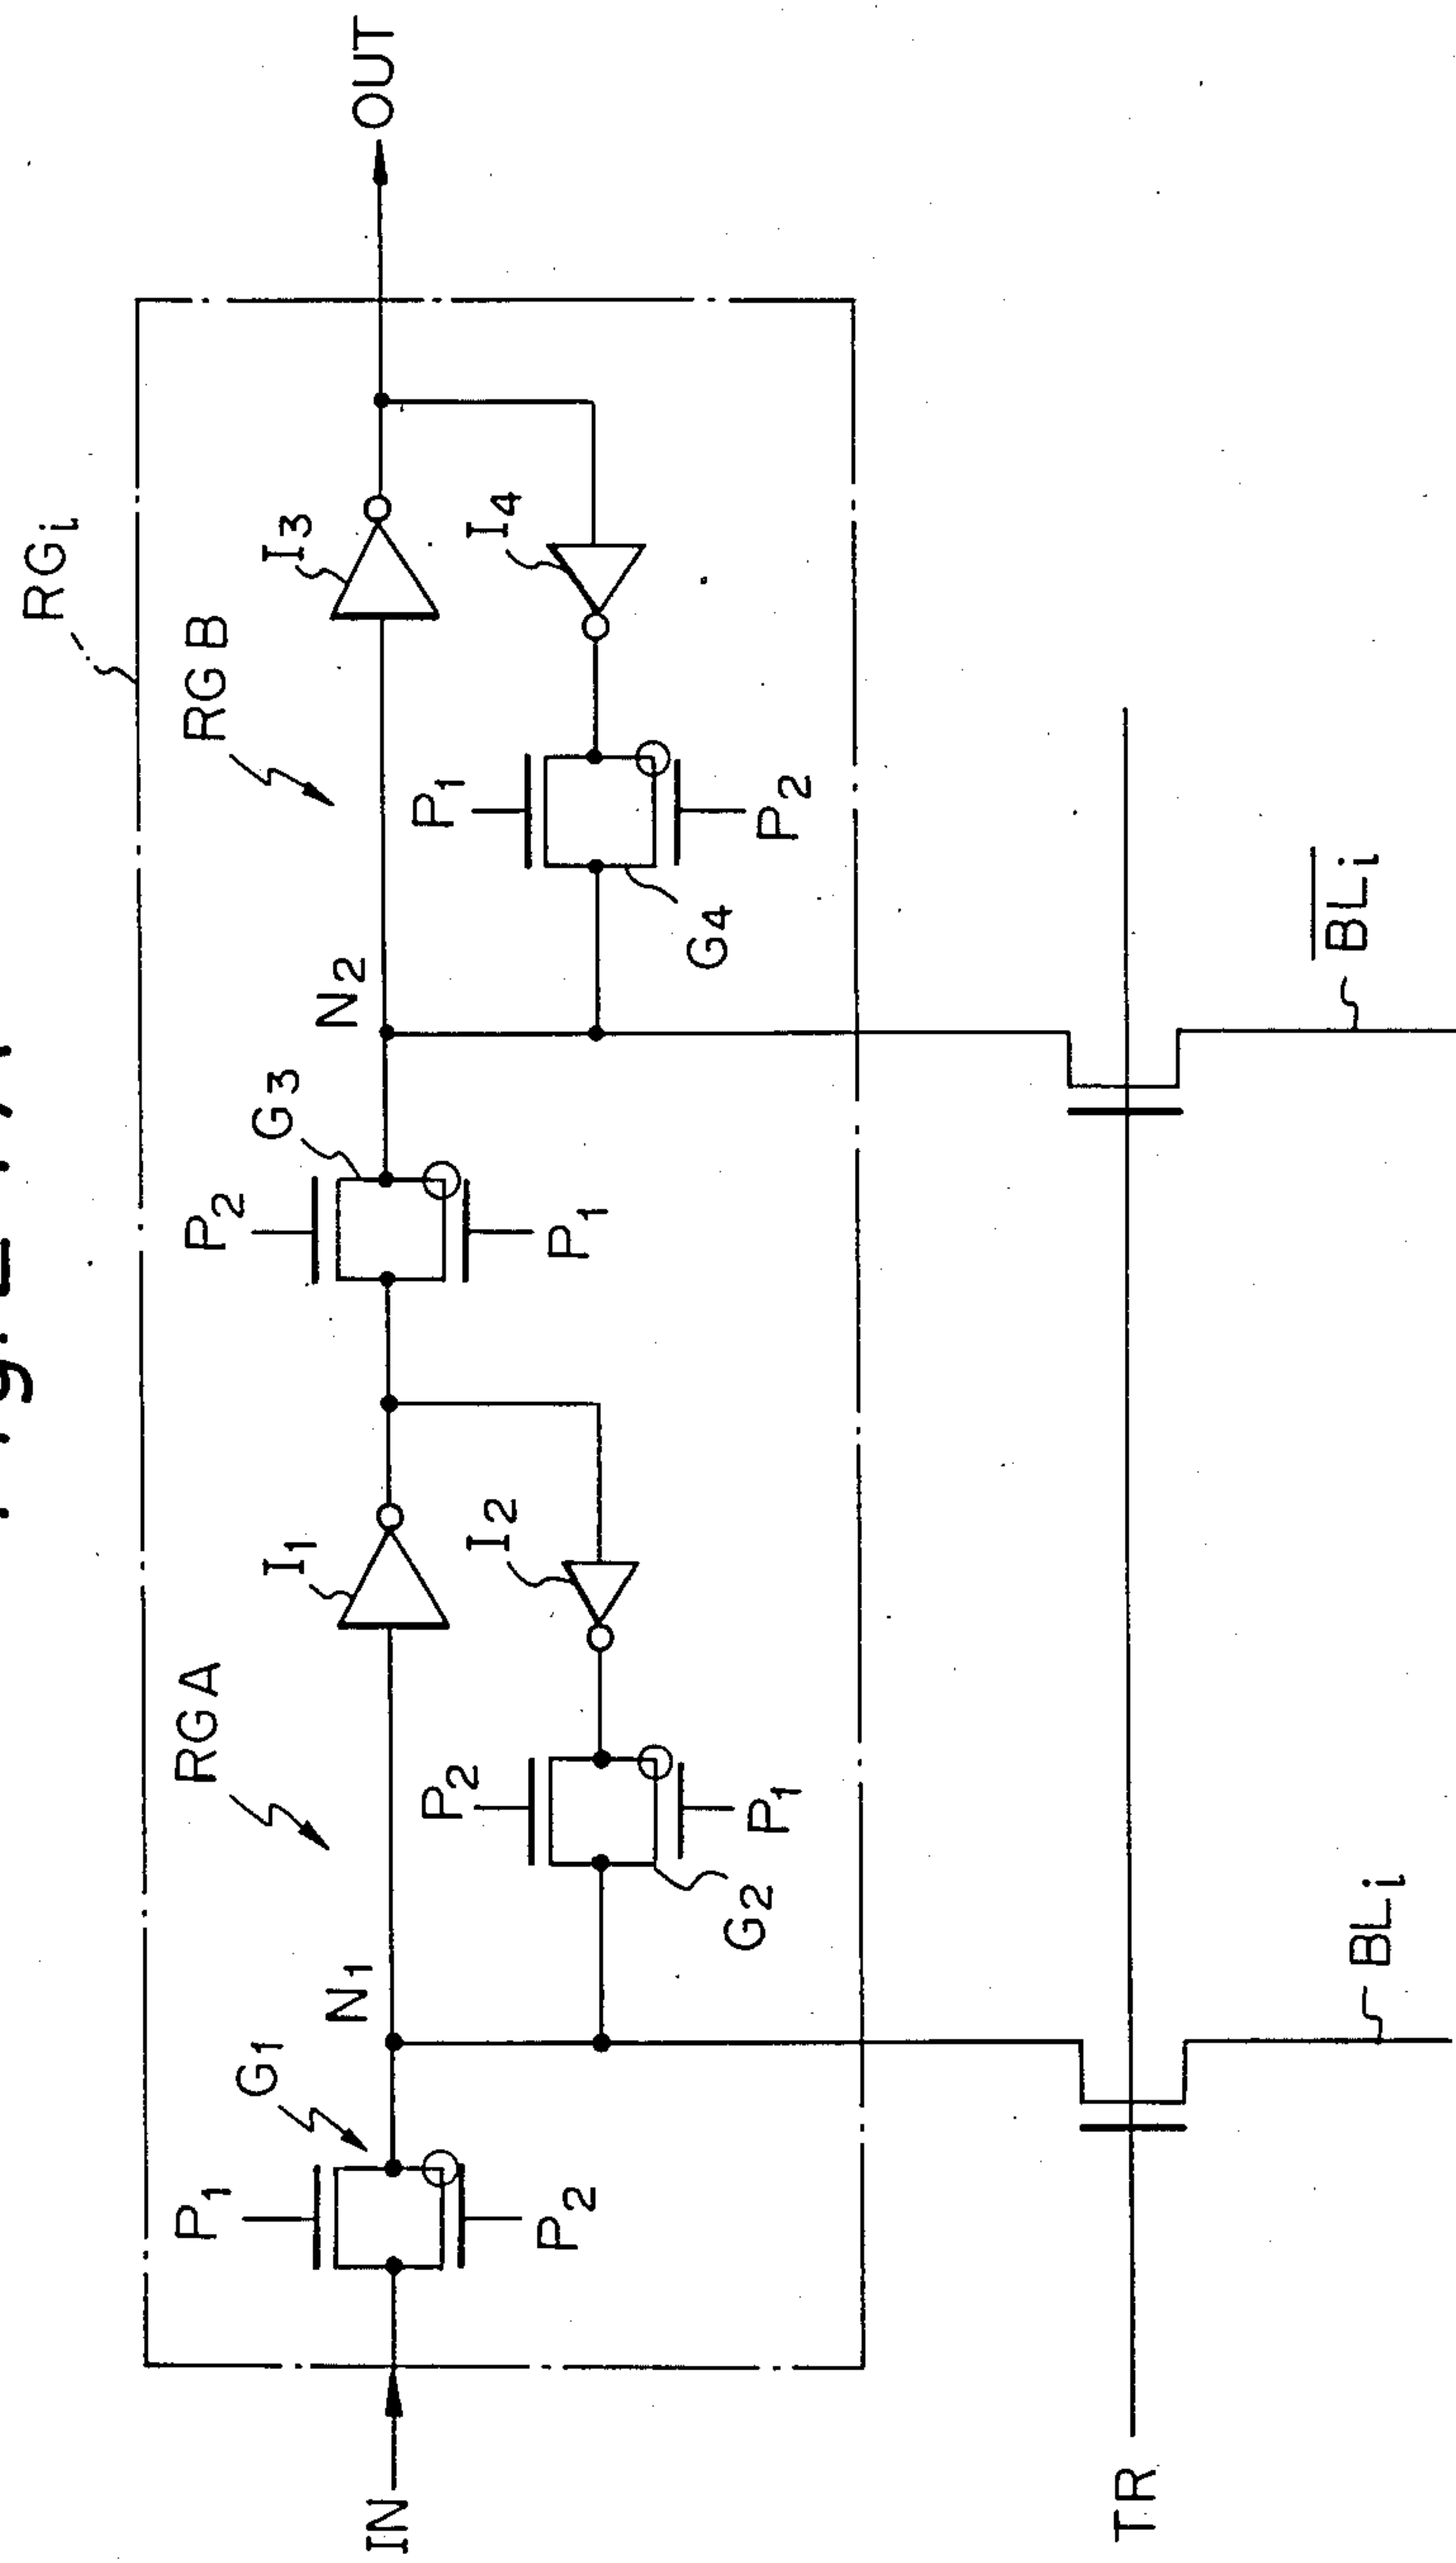 RGi
RGA
RGB
IN
P1
P2
G1
N1
I1
I2
P2
P1
G2
P2
P1
G3
N2
I3
I4
P1
P2
G4
OUT
TR
BLi
B̅L̅i